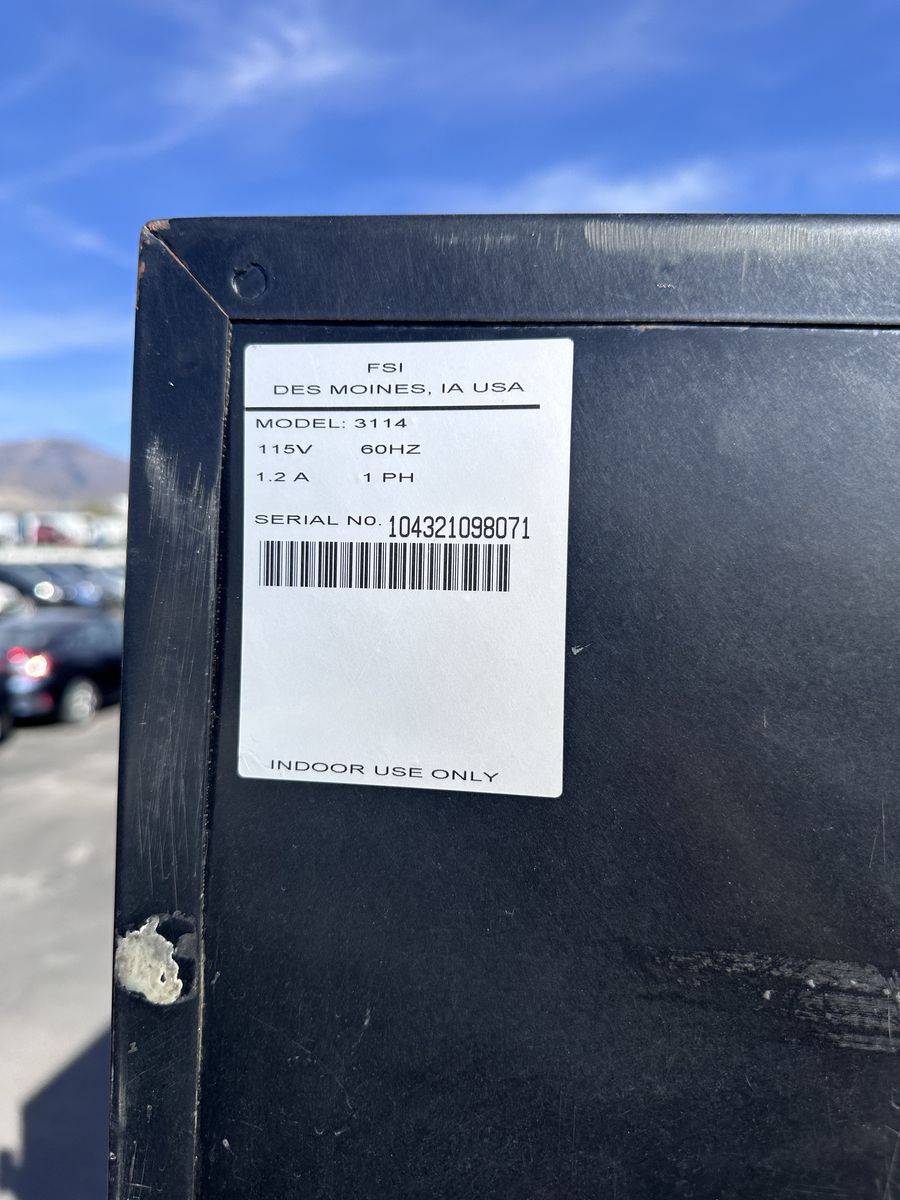 FSI
DES MOINES, IA USA
MODEL: 3114
115V 60HZ
1.2 A 1 PH
SERIAL NO. 104321098071
INDOOR USE ONLY